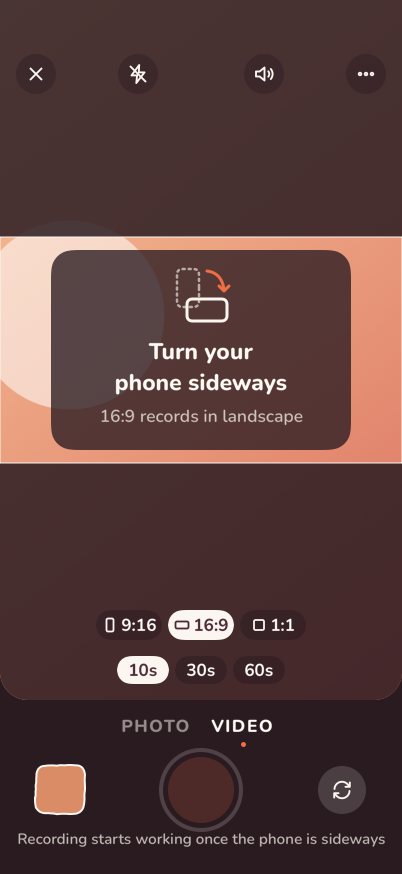 Turn your
phone sideways
16:9 records in landscape
9:16 16:9 1:1
10s 30s 60s
PHOTO VIDEO
Recording starts working once the phone is sideways